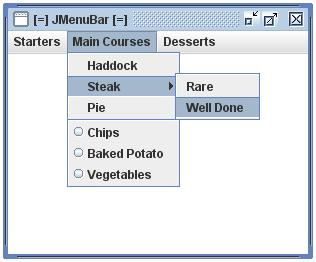 [=] JMenuBar [=]
Starters Main Courses Desserts
Haddock
Steak Rare
Pie Well Done
Chips
Baked Potato
Vegetables